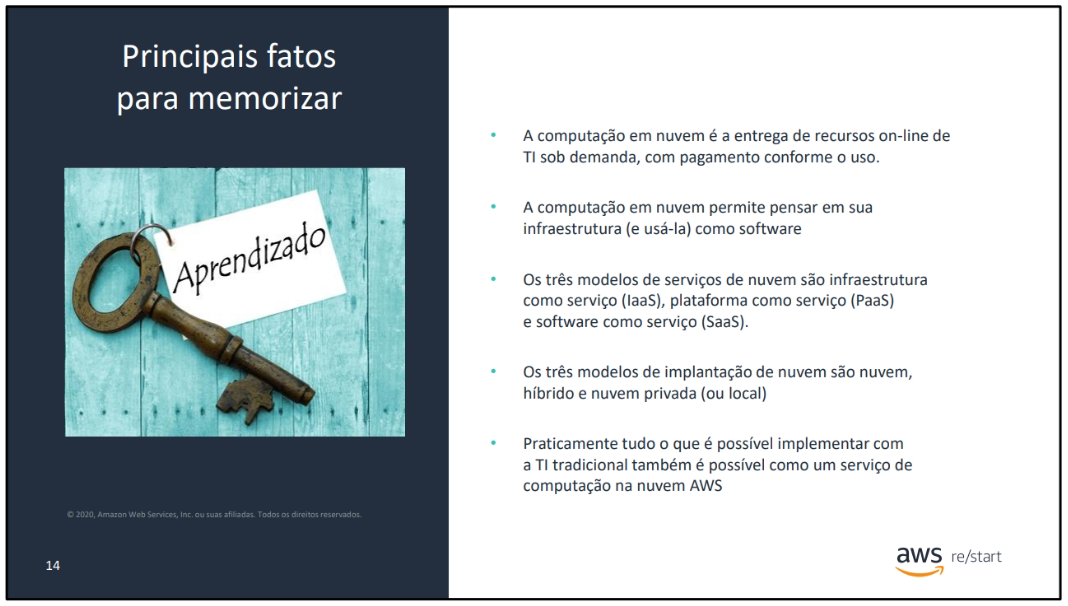 Principais fatos
para memorizar
Aprendizado
• A computação em nuvem é a entrega de recursos on-line de
TI sob demanda, com pagamento conforme o uso.
• A computação em nuvem permite pensar em sua
infraestrutura (e usá-la) como software
• Os três modelos de serviços de nuvem são infraestrutura
como serviço (IaaS), plataforma como serviço (PaaS)
e software como serviço (SaaS).
• Os três modelos de implantação de nuvem são nuvem,
híbrido e nuvem privada (ou local)
• Praticamente tudo o que é possível implementar com
a TI tradicional também é possível como um serviço de
computação na nuvem AWS
© 2020, Amazon Web Services, Inc. ou suas afiliadas. Todos os direitos reservados.
14
aws re/start